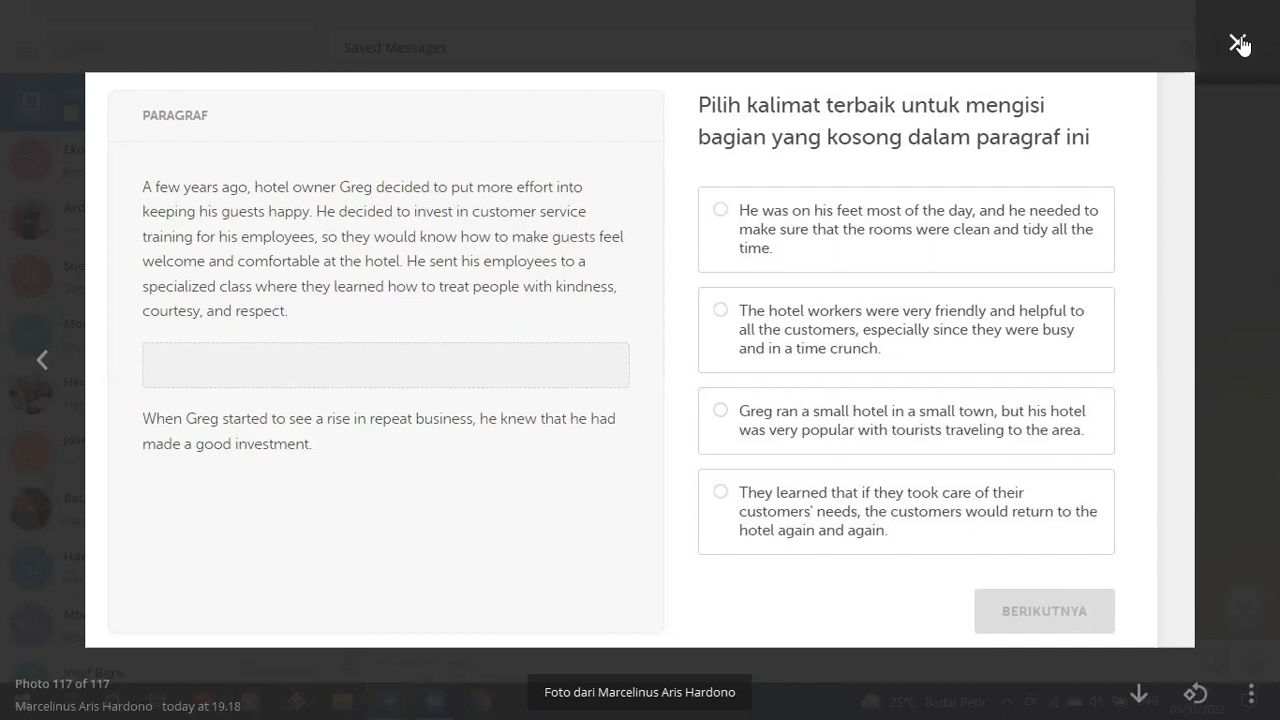 Saved Messages
PARAGRAF
A few years ago, hotel owner Greg decided to put more effort into
keeping his guests happy. He decided to invest in customer service
training for his employees, so they would know how to make guests feel
welcome and comfortable at the hotel. He sent his employees to a
specialized class where they learned how to treat people with kindness,
courtesy, and respect.
When Greg started to see a rise in repeat business, he knew that he had
made a good investment.
Pilih kalimat terbaik untuk mengisi
bagian yang kosong dalam paragraf ini
He was on his feet most of the day, and he needed to
make sure that the rooms were clean and tidy all the
time.
The hotel workers were very friendly and helpful to
all the customers, especially since they were busy
and in a time crunch.
Greg ran a small hotel in a small town, but his hotel
was very popular with tourists traveling to the area.
They learned that if they took care of their
customers' needs, the customers would return to the
hotel again and again.
BERIKUTNYA
Photo 117 of 117
Marcelinus Aris Hardono today at 19.18
Foto dari Marcelinus Aris Hardono
25°C Badai Petir
05/03/2022